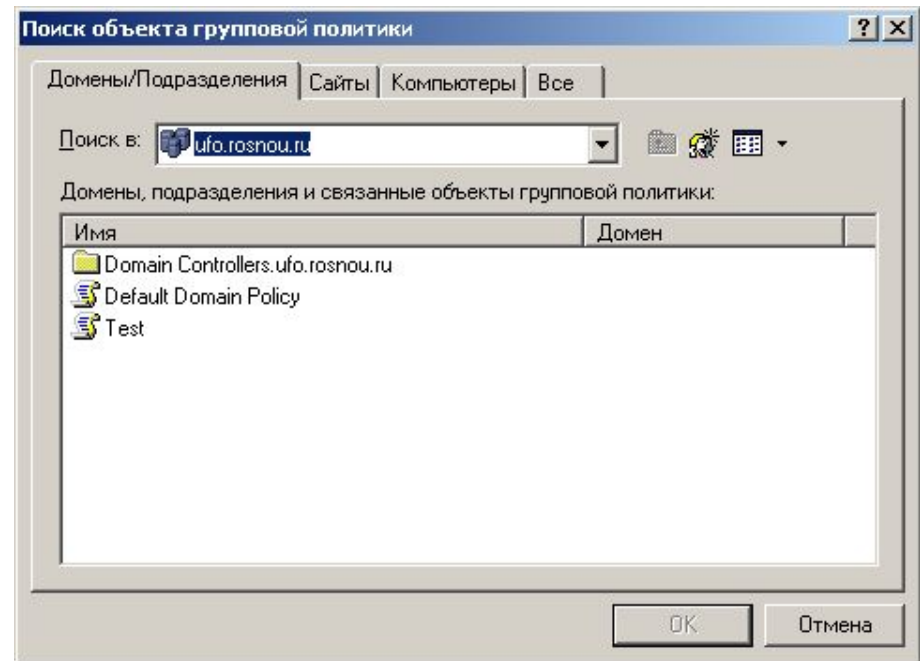 Поиск объекта групповой политики
Домены/Подразделения Сайты Компьютеры Все
Поиск в: ufo.rosnou.ru
Домены, подразделения и связанные объекты групповой политики:
Имя Домен
Domain Controllers.ufo.rosnou.ru
Default Domain Policy
Test
OK Отмена